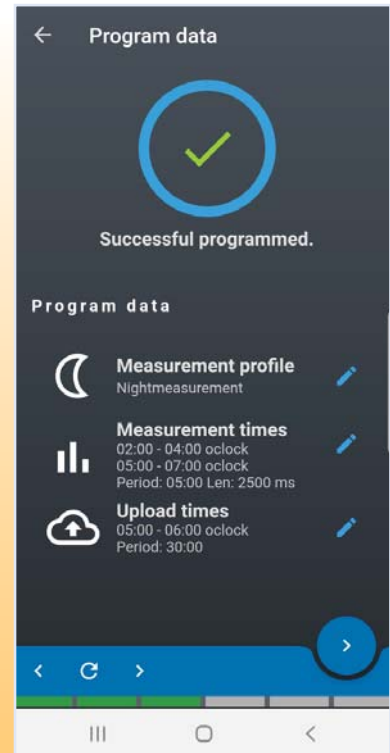 Program data
Successful programmed.
Program data
Measurement profile
Nightmeasurement
Measurement times
02:00 - 04:00 oclock
05:00 - 07:00 oclock
Period: 05:00 Len: 2500 ms
Upload times
05:00 - 06:00 oclock
Period: 30:00